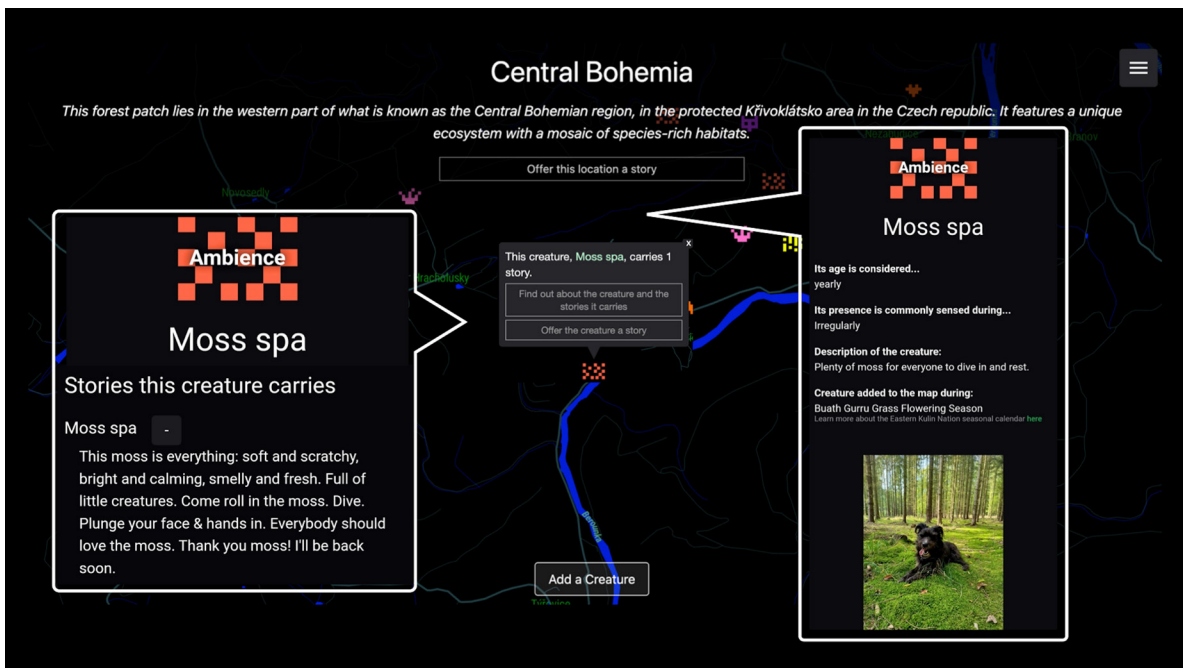 Central Bohemia
This forest patch lies in the western part of what is known as the Central Bohemian region, in the protected Křivoklátsko area in the Czech republic. It features a unique
ecosystem with a mosaic of species-rich habitats.
Offer this location a story
Novosedly
Nezabudice
Hracholusky
Ambience
Moss spa
Stories this creature carries
Moss spa -
This moss is everything: soft and scratchy,
bright and calming, smelly and fresh. Full of
little creatures. Come roll in the moss. Dive.
Plunge your face & hands in. Everybody should
love the moss. Thank you moss! I'll be back
soon.
x
This creature, Moss spa, carries 1
story.
Find out about the creature and the
stories it carries
Offer the creature a story
Berounka
Add a Creature
Ambience
Moss spa
Its age is considered...
yearly
Its presence is commonly sensed during...
Irregularly
Description of the creature:
Plenty of moss for everyone to dive in and rest.
Creature added to the map during:
Buath Gurru Grass Flowering Season
Learn more about the Eastern Kulin Nation seasonal calendar here